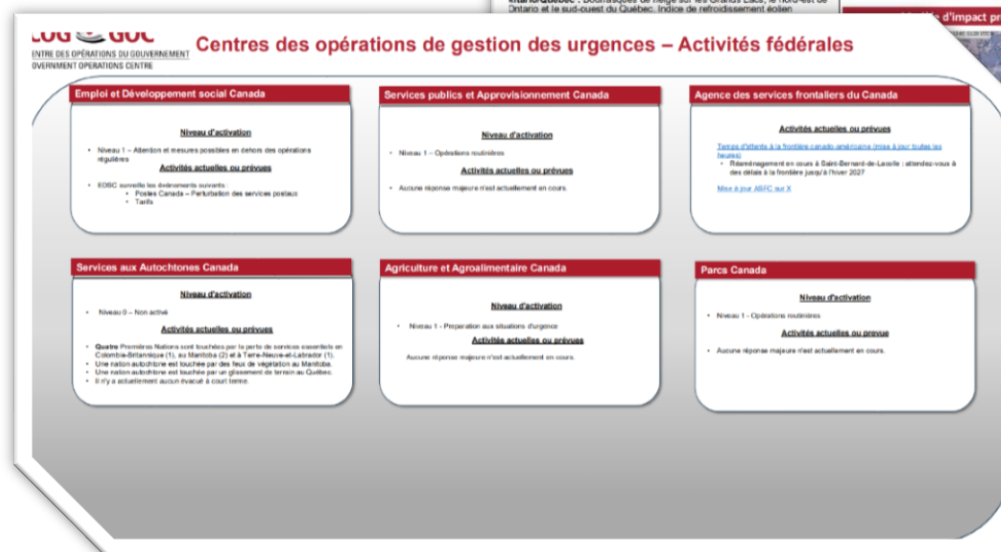 Ontario et le sud-ouest du Québec. Indice de refroidissement éolien
d'impact pr
COG GOC
ENTRE DES OPÉRATIONS DU GOUVERNEMENT
OVERNMENT OPERATIONS CENTRE
Centres des opérations de gestion des urgences – Activités fédérales
Emploi et Développement social Canada
Niveau d'activation
• Niveau 1 – Attention et mesures possibles en dehors des opérations
régulières
Activités actuelles ou prévues
• EDSC surveille les événements suivants :
• Postes Canada – Perturbation des services postaux
• Tarifs
Services publics et Approvisionnement Canada
Niveau d'activation
• Niveau 1 – Opérations routinières
Activités actuelles ou prévues
• Aucune réponse majeure n'est actuellement en cours.
Agence des services frontaliers du Canada
Activités actuelles ou prévues
Temps d'attente à la frontière canado-américaine (mise à jour toutes les
heures)
• Réaménagement en cours à Saint-Bernard-de-Lacolle : attendez-vous à
des délais à la frontière jusqu'à l'hiver 2027
Mise à jour ASFC sur X
Services aux Autochtones Canada
Niveau d'activation
• Niveau 0 – Non activé
Activités actuelles ou prévues
• Quatre Premières Nations sont touchées par la perte de services essentiels en
Colombie-Britannique (1), au Manitoba (2) et à Terre-Neuve-et-Labrador (1).
• Une nation autochtone est touchée par des feux de végétation au Manitoba.
• Une nation autochtone est touchée par un glissement de terrain au Québec.
• Il n'y a actuellement aucun évacué à court terme.
Agriculture et Agroalimentaire Canada
Niveau d'activation
• Niveau 1 - Préparation aux situations d'urgence
Activités actuelles ou prévues
Aucune réponse majeure n'est actuellement en cours.
Parcs Canada
Niveau d'activation
• Niveau 1 - Opérations routinières
Activités actuelles ou prevue
• Aucune réponse majeure n'est actuellement en cours.